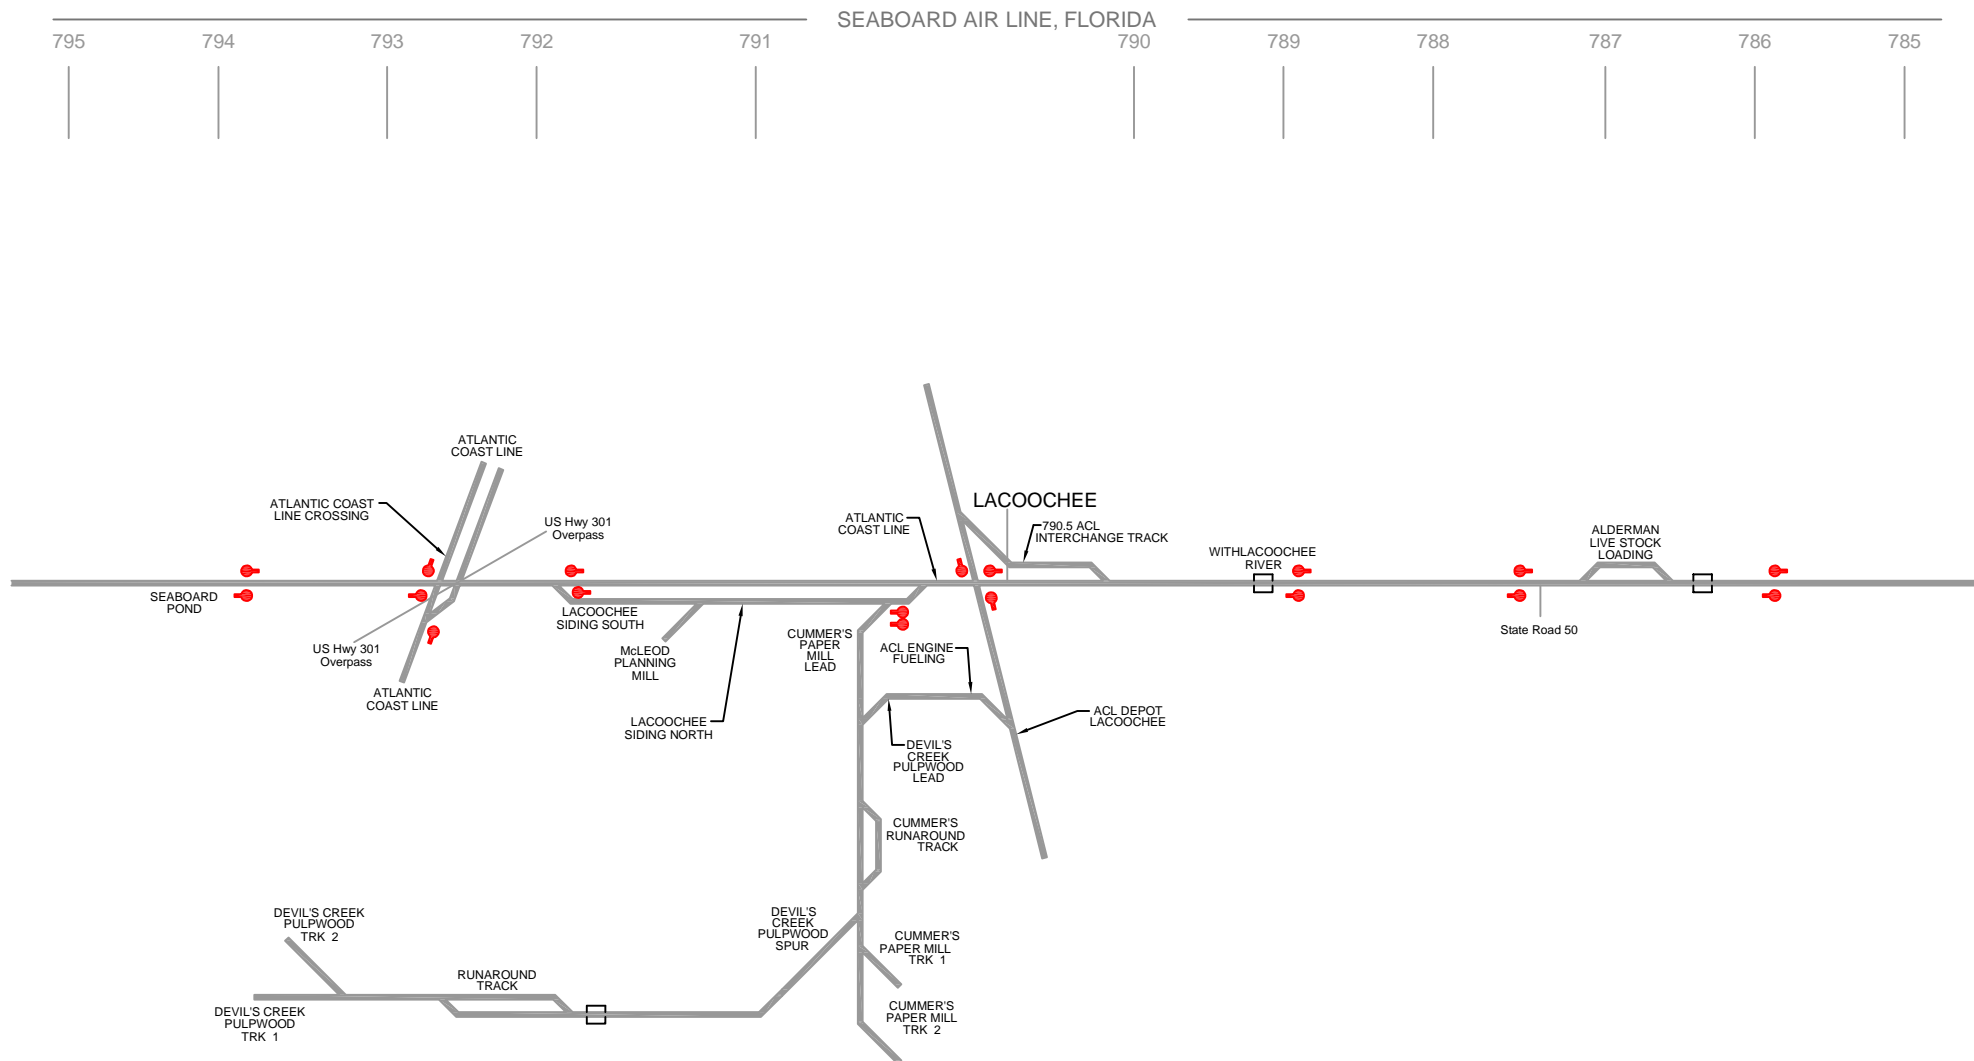 SEABOARD AIR LINE, FLORIDA
795 794 793 792 791 790 789 788 787 786 785
ATLANTIC
COAST LINE
ATLANTIC COAST
LINE CROSSING
US Hwy 301
Overpass
ATLANTIC
COAST LINE
LACOOCHEE
790.5 ACL
INTERCHANGE TRACK
WITHLACOOCHEE
RIVER
ALDERMAN
LIVE STOCK
LOADING
SEABOARD
POND
LACOOCHEE
SIDING SOUTH
US Hwy 301
Overpass
McLEOD
PLANNING
MILL
CUMMER'S
PAPER
MILL
LEAD
ACL ENGINE
FUELING
State Road 50
ATLANTIC
COAST LINE
LACOOCHEE
SIDING NORTH
ACL DEPOT
LACOOCHEE
DEVIL'S
CREEK
PULPWOOD
LEAD
CUMMER'S
RUNAROUND
TRACK
DEVIL'S CREEK
PULPWOOD
TRK 2
DEVIL'S
CREEK
PULPWOOD
SPUR
CUMMER'S
PAPER MILL
TRK 1
RUNAROUND
TRACK
DEVIL'S CREEK
PULPWOOD
TRK 1
CUMMER'S
PAPER MILL
TRK 2